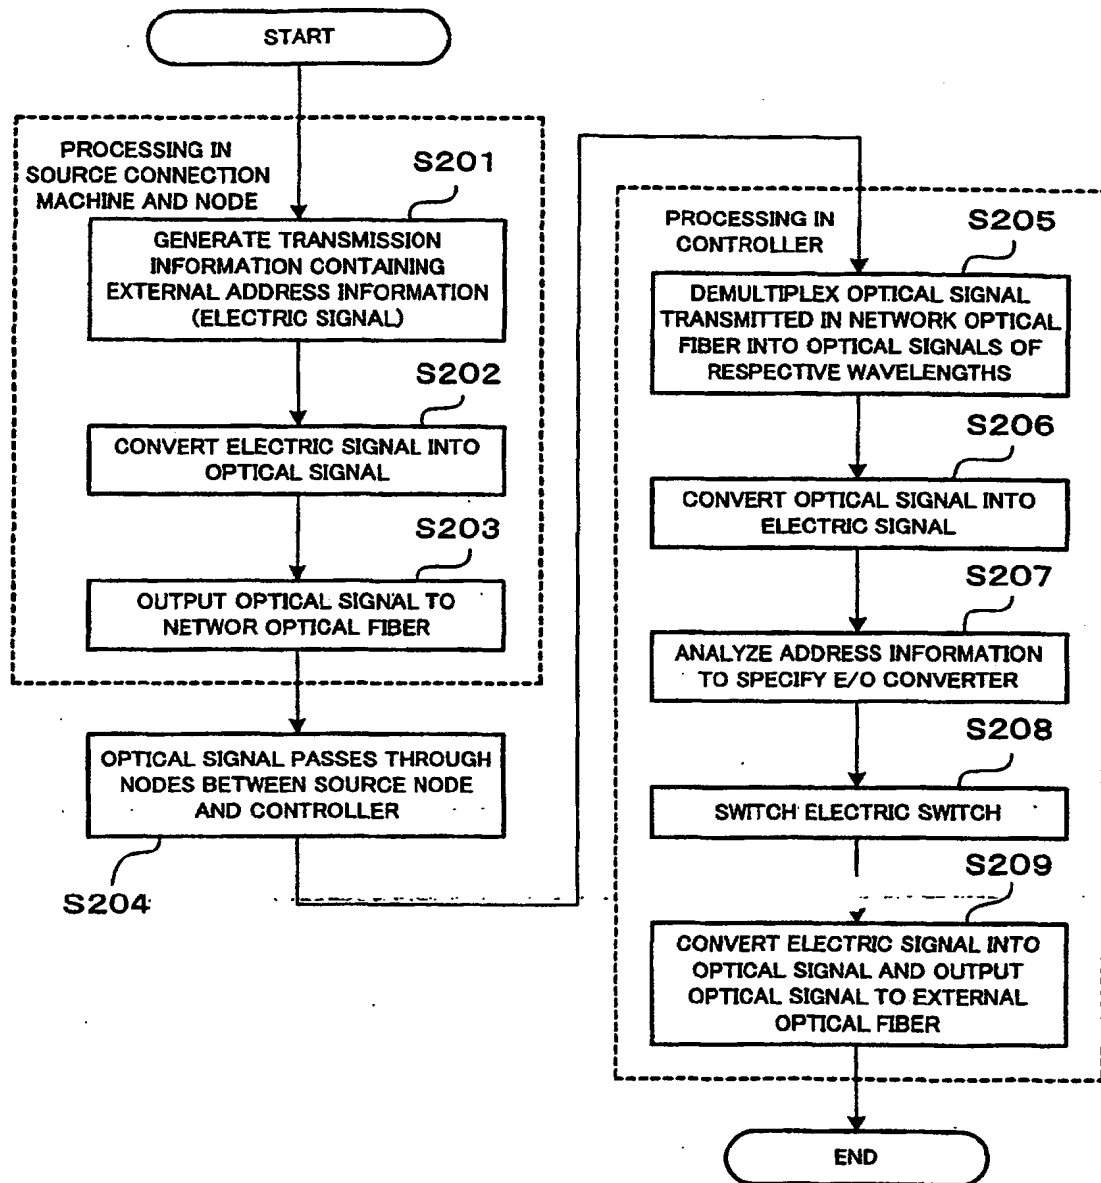 START
PROCESSING IN
SOURCE CONNECTION
MACHINE AND NODE
S201
GENERATE TRANSMISSION
INFORMATION CONTAINING
EXTERNAL ADDRESS INFORMATION
(ELECTRIC SIGNAL)
S202
CONVERT ELECTRIC SIGNAL INTO
OPTICAL SIGNAL
S203
OUTPUT OPTICAL SIGNAL TO
NETWOR OPTICAL FIBER
OPTICAL SIGNAL PASSES THROUGH
NODES BETWEEN SOURCE NODE
AND CONTROLLER
S204
PROCESSING IN
CONTROLLER
S205
DEMULTIPLEX OPTICAL SIGNAL
TRANSMITTED IN NETWORK OPTICAL
FIBER INTO OPTICAL SIGNALS OF
RESPECTIVE WAVELENGTHS
S206
CONVERT OPTICAL SIGNAL INTO
ELECTRIC SIGNAL
S207
ANALYZE ADDRESS INFORMATION
TO SPECIFY E/O CONVERTER
S208
SWITCH ELECTRIC SWITCH
S209
CONVERT ELECTRIC SIGNAL INTO
OPTICAL SIGNAL AND OUTPUT
OPTICAL SIGNAL TO EXTERNAL
OPTICAL FIBER
END